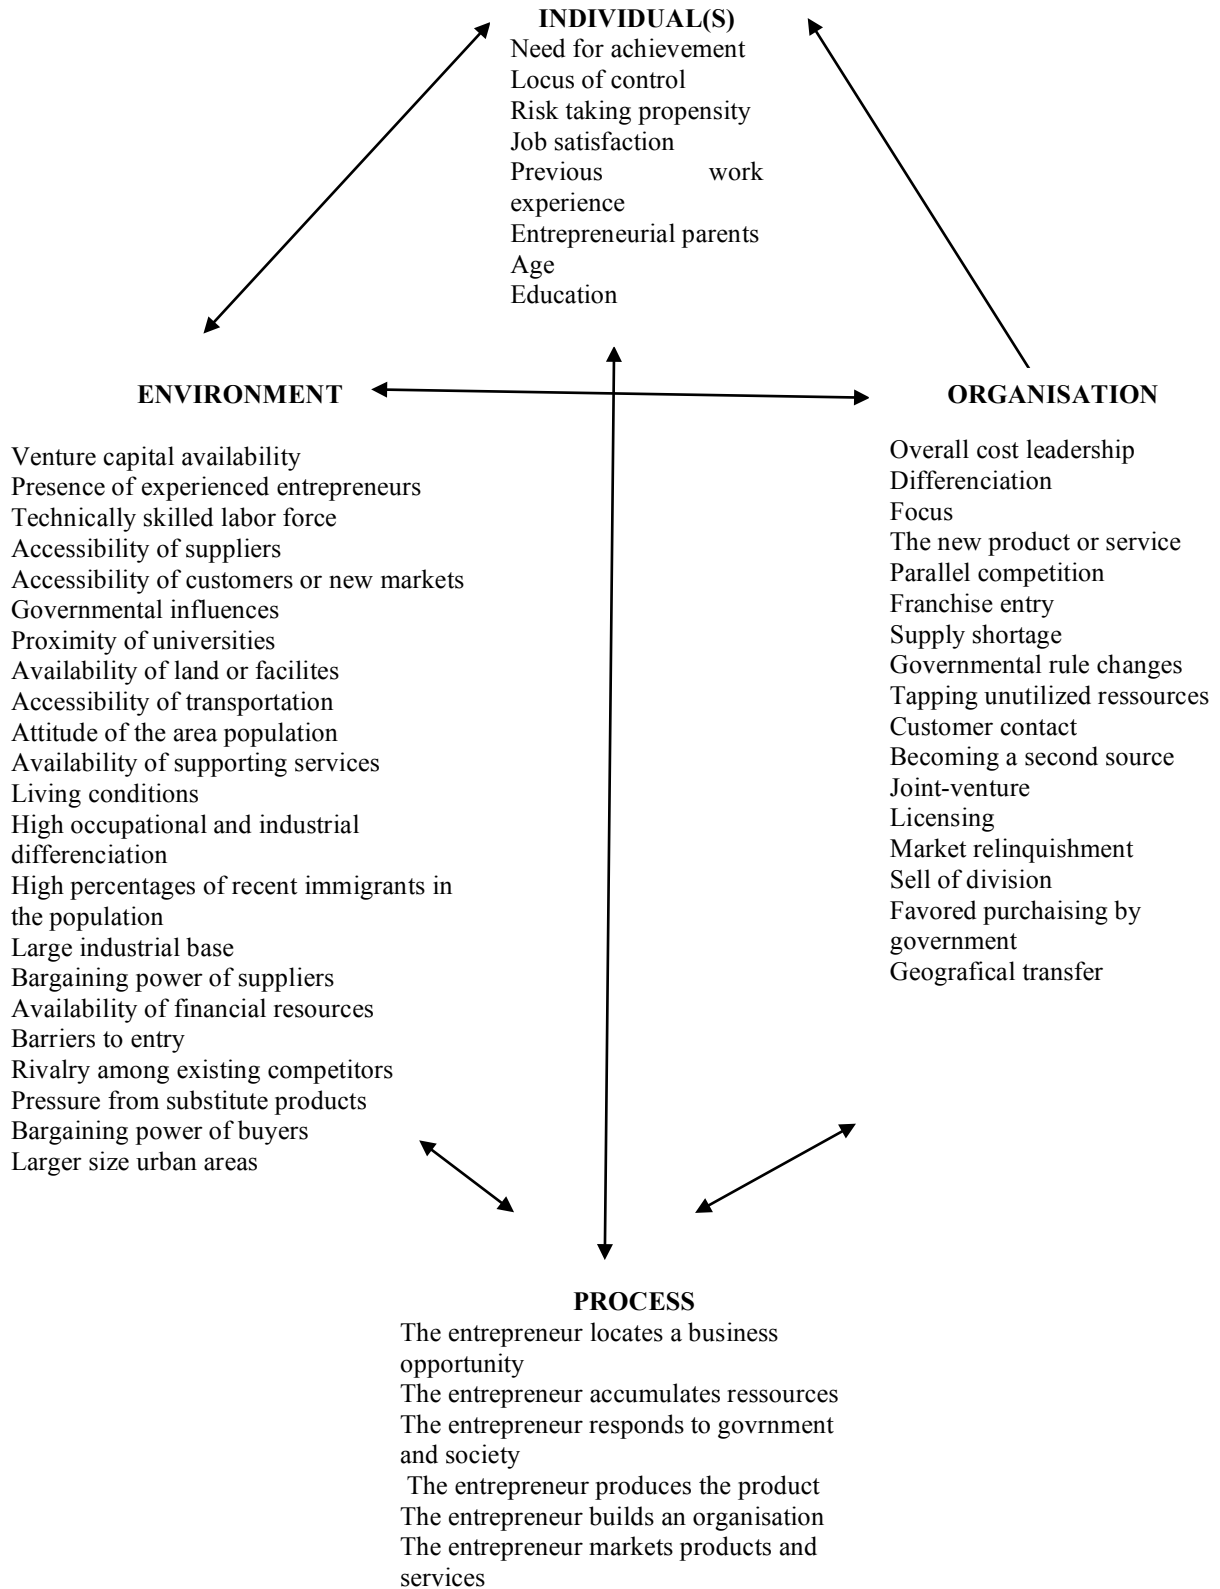 INDIVIDUAL(S)
Need for achievement
Locus of control
Risk taking propensity
Job satisfaction
Previous work
experience
Entrepreneurial parents
Age
Education
ENVIRONMENT
Venture capital availability
Presence of experienced entrepreneurs
Technically skilled labor force
Accessibility of suppliers
Accessibility of customers or new markets
Governmental influences
Proximity of universities
Availability of land or facilites
Accessibility of transportation
Attitude of the area population
Availability of supporting services
Living conditions
High occupational and industrial
differenciation
High percentages of recent immigrants in
the population
Large industrial base
Bargaining power of suppliers
Availability of financial resources
Barriers to entry
Rivalry among existing competitors
Pressure from substitute products
Bargaining power of buyers
Larger size urban areas
ORGANISATION
Overall cost leadership
Differenciation
Focus
The new product or service
Parallel competition
Franchise entry
Supply shortage
Governmental rule changes
Tapping unutilized ressources
Customer contact
Becoming a second source
Joint-venture
Licensing
Market relinquishment
Sell of division
Favored purchaising by
government
Geografical transfer
PROCESS
The entrepreneur locates a business
opportunity
The entrepreneur accumulates ressources
The entrepreneur responds to govrnment
and society
The entrepreneur produces the product
The entrepreneur builds an organisation
The entrepreneur markets products and
services